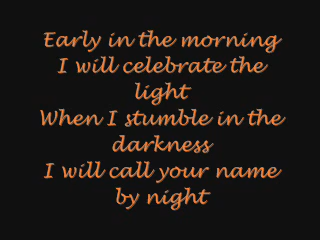 Early in the morning
I will celebrate the
light
When I stumble in the
darkness
I will call your name
by night